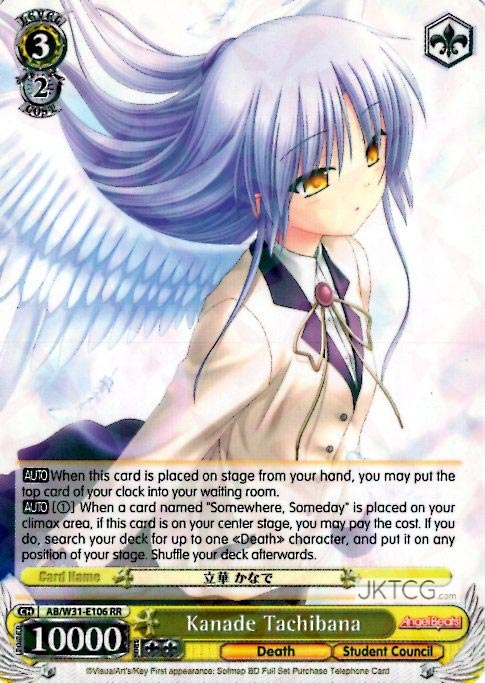 LEVEL
3
2
COST
AUTO When this card is placed on stage from your hand, you may put the
top card of your clock into your waiting room.
AUTO [①] When a card named "Somewhere, Someday" is placed on your
climax area, if this card is on your center stage, you may pay the cost. If you
do, search your deck for up to one «Death» character, and put it on any
position of your stage. Shuffle your deck afterwards.
Card Name
立華 かなで
JKTCG.com
CH
AB/W31-E106 RR
Kanade Tachibana
Angel Beats!
POWER
10000
Death
Student Council
©VisualArt's/Key First appearance: Solmap BD Full Set Purchase Telephone Card